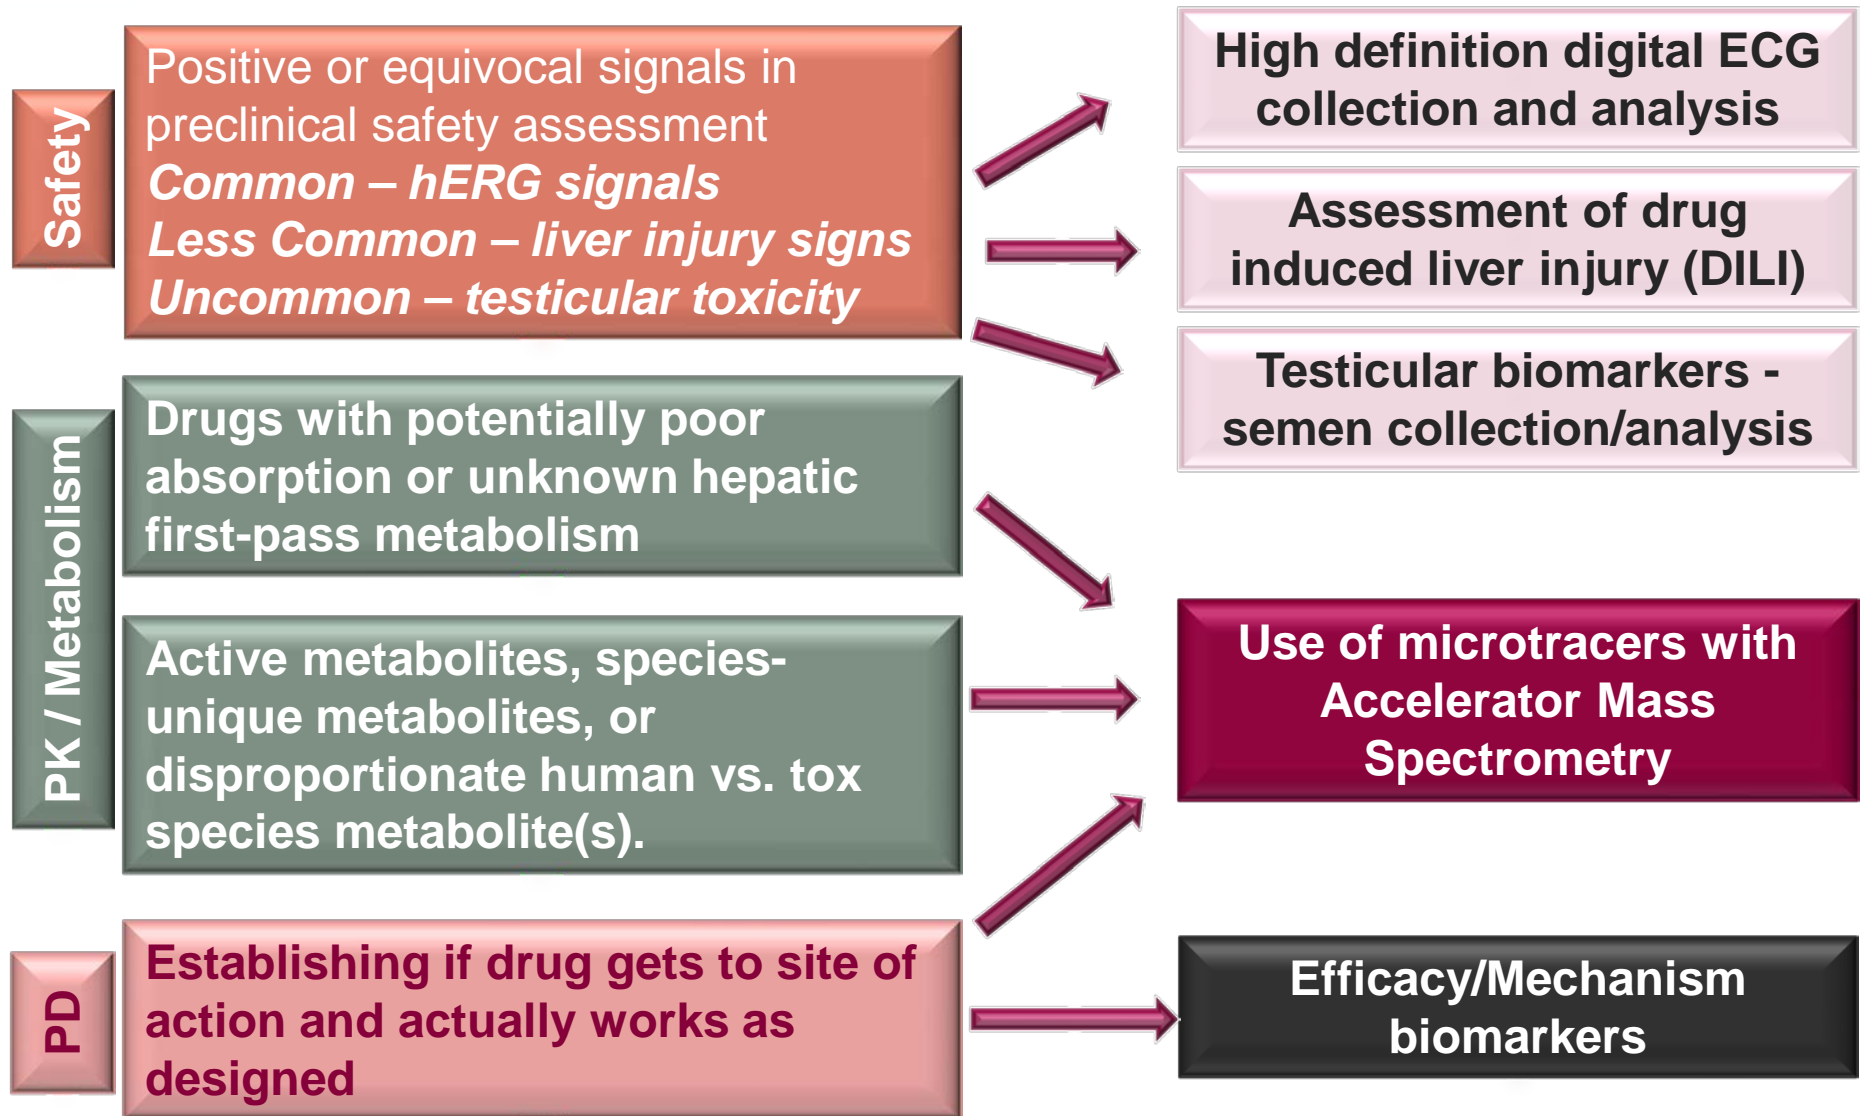 Safety
Positive or equivocal signals in
preclinical safety assessment
Common – hERG signals
Less Common – liver injury signs
Uncommon – testicular toxicity
High definition digital ECG
collection and analysis
Assessment of drug
induced liver injury (DILI)
Testicular biomarkers -
semen collection/analysis
PK / Metabolism
Drugs with potentially poor
absorption or unknown hepatic
first-pass metabolism
Active metabolites, species-
unique metabolites, or
disproportionate human vs. tox
species metabolite(s).
Use of microtracers with
Accelerator Mass
Spectrometry
PD
Establishing if drug gets to site of
action and actually works as
designed
Efficacy/Mechanism
biomarkers